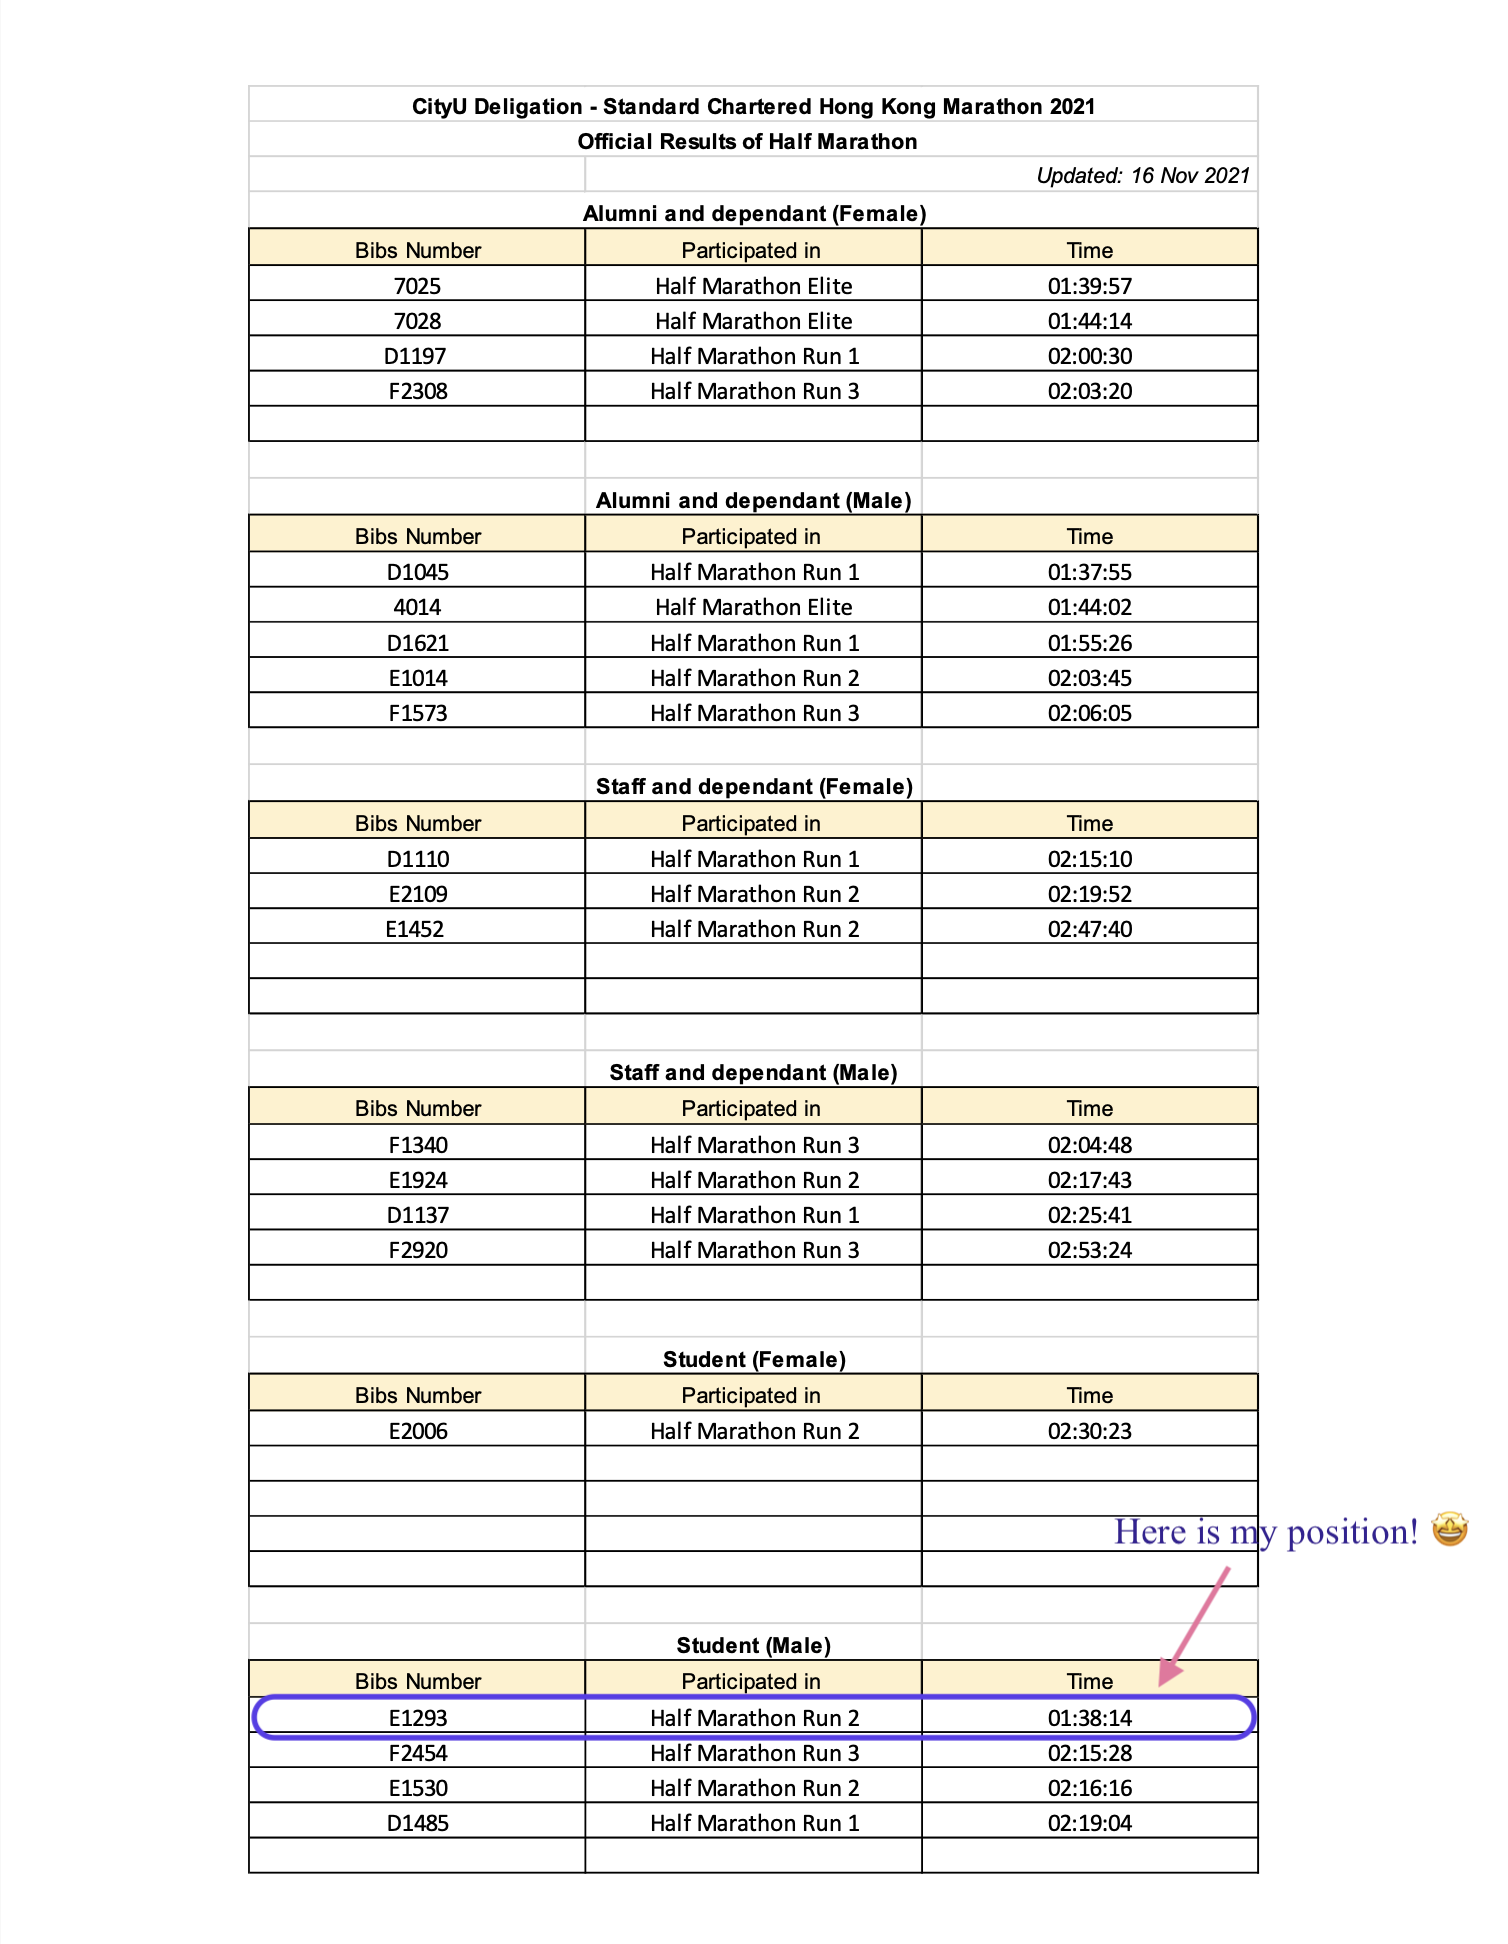 CityU Deligation - Standard Chartered Hong Kong Marathon 2021
Official Results of Half Marathon
Updated: 16 Nov 2021
Alumni and dependant (Female)
Bibs Number Participated in Time
7025 Half Marathon Elite 01:39:57
7028 Half Marathon Elite 01:44:14
D1197 Half Marathon Run 1 02:00:30
F2308 Half Marathon Run 3 02:03:20
Alumni and dependant (Male)
Bibs Number Participated in Time
D1045 Half Marathon Run 1 01:37:55
4014 Half Marathon Elite 01:44:02
D1621 Half Marathon Run 1 01:55:26
E1014 Half Marathon Run 2 02:03:45
F1573 Half Marathon Run 3 02:06:05
Staff and dependant (Female)
Bibs Number Participated in Time
D1110 Half Marathon Run 1 02:15:10
E2109 Half Marathon Run 2 02:19:52
E1452 Half Marathon Run 2 02:47:40
Staff and dependant (Male)
Bibs Number Participated in Time
F1340 Half Marathon Run 3 02:04:48
E1924 Half Marathon Run 2 02:17:43
D1137 Half Marathon Run 1 02:25:41
F2920 Half Marathon Run 3 02:53:24
Student (Female)
Bibs Number Participated in Time
E2006 Half Marathon Run 2 02:30:23
Here is my position! 🤩
Student (Male)
Bibs Number Participated in Time
E1293 Half Marathon Run 2 01:38:14
F2454 Half Marathon Run 3 02:15:28
E1530 Half Marathon Run 2 02:16:16
D1485 Half Marathon Run 1 02:19:04